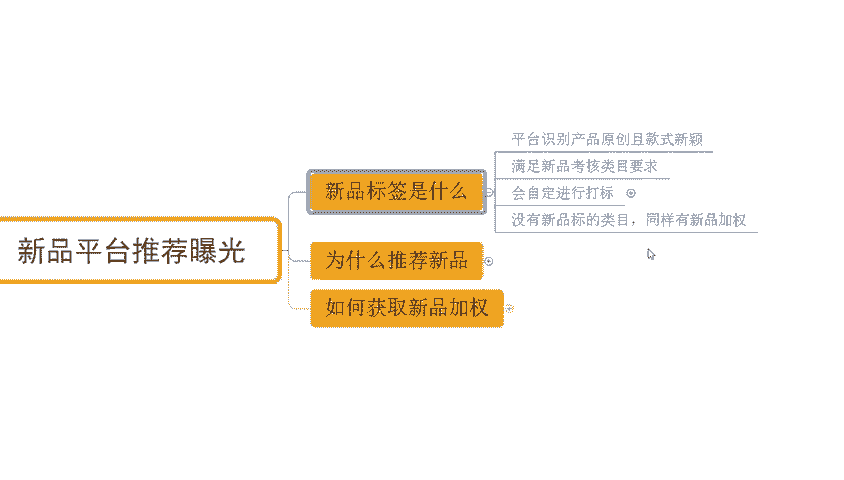 新品平台推荐曝光
新品标签是什么
平台识别产品原创且款式新颖
满足新品考核类目要求
会自定进行打标
没有新品标的类目，同样有新品加权
为什么推荐新品
如何获取新品加权